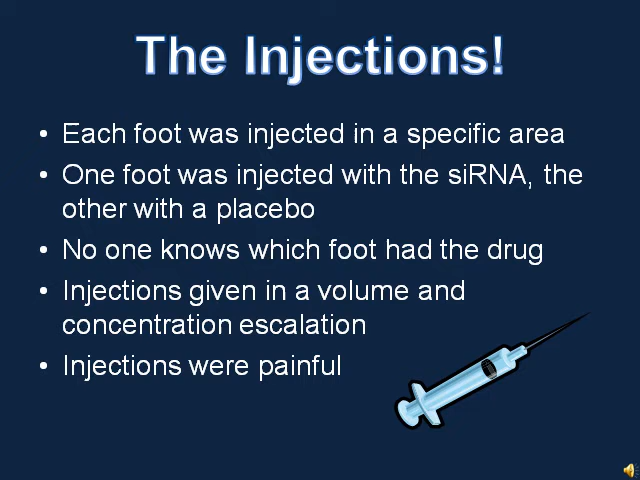 The Injections!
• Each foot was injected in a specific area
• One foot was injected with the siRNA, the
other with a placebo
• No one knows which foot had the drug
• Injections given in a volume and
concentration escalation
• Injections were painful